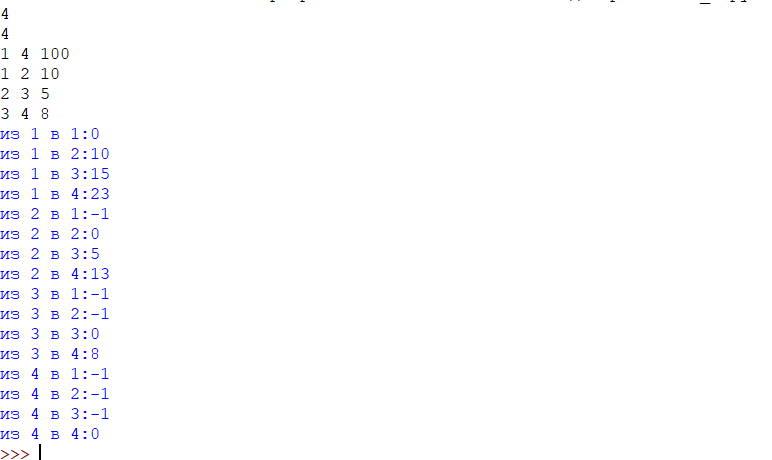 4
4
1 4 100
1 2 10
2 3 5
3 4 8
из 1 в 1:0
из 1 в 2:10
из 1 в 3:15
из 1 в 4:23
из 2 в 1:-1
из 2 в 2:0
из 2 в 3:5
из 2 в 4:13
из 3 в 1:-1
из 3 в 2:-1
из 3 в 3:0
из 3 в 4:8
из 4 в 1:-1
из 4 в 2:-1
из 4 в 3:-1
из 4 в 4:0
>>>